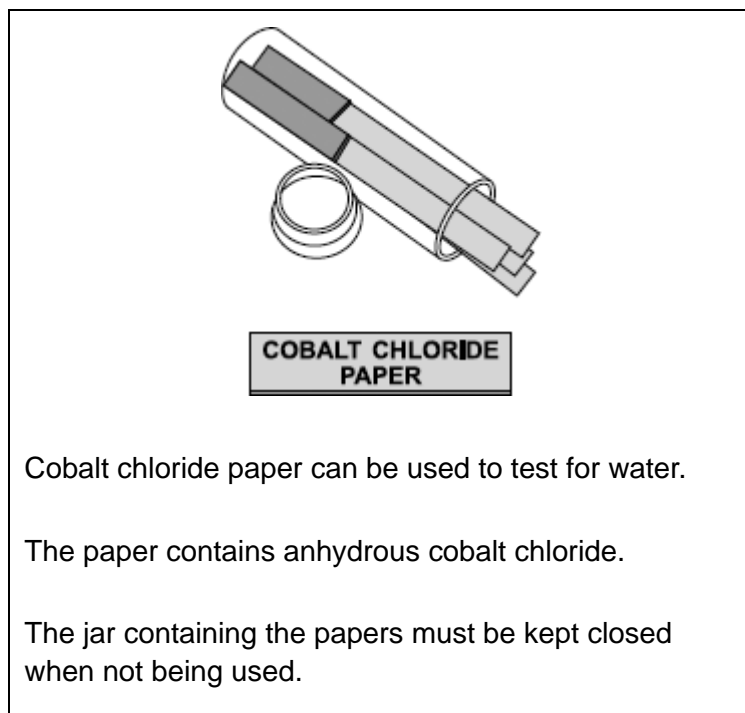 COBALT CHLORIDE
PAPER
Cobalt chloride paper can be used to test for water.
The paper contains anhydrous cobalt chloride.
The jar containing the papers must be kept closed
when not being used.